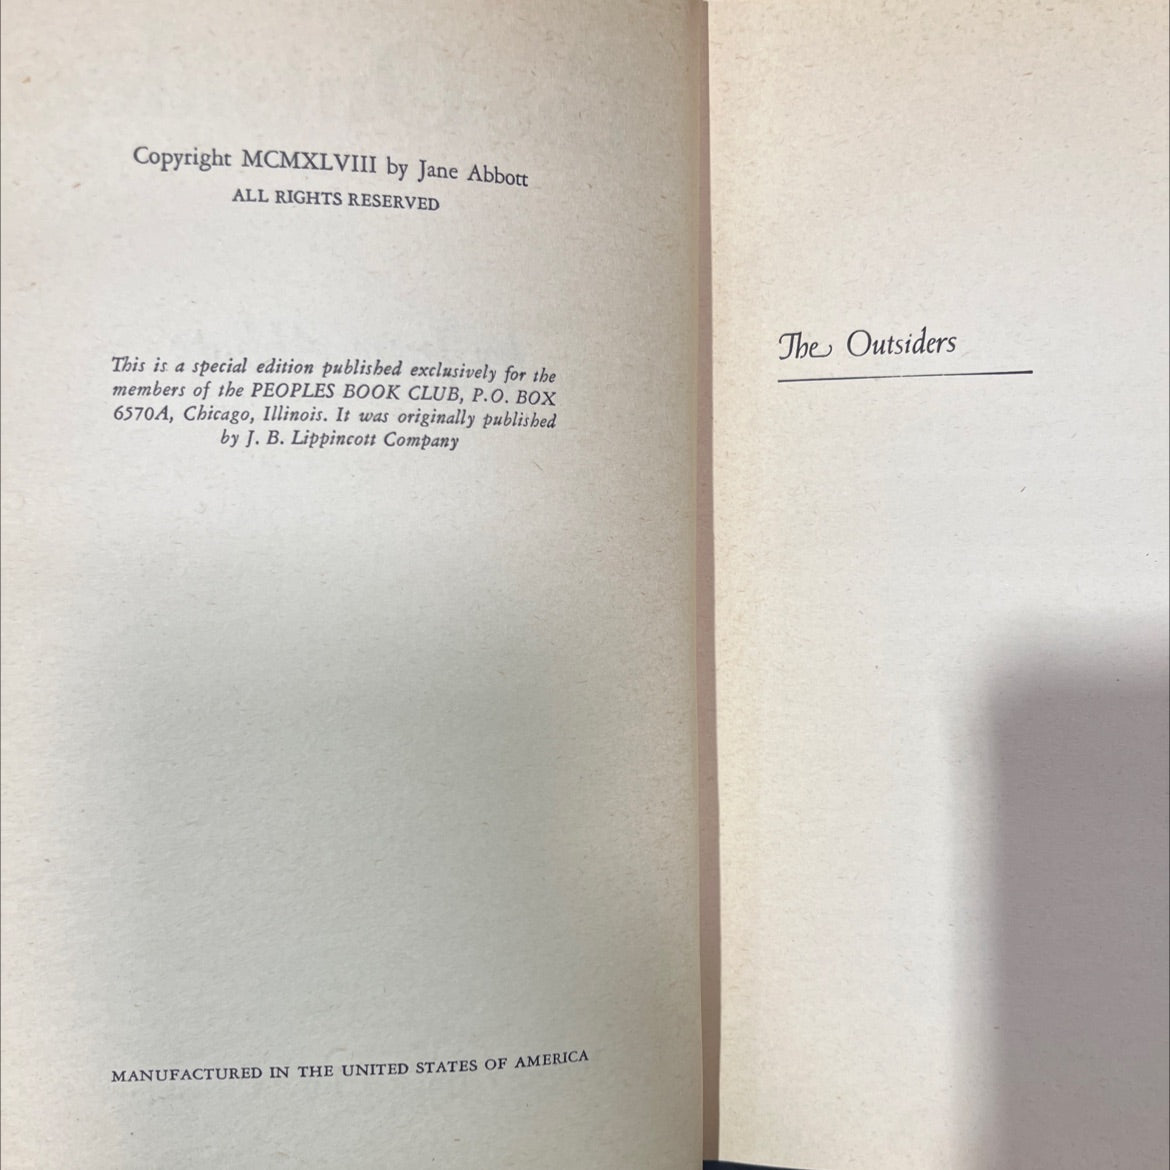 Copyright MCMXLVIII by Jane Abbott
ALL RIGHTS RESERVED
This is a special edition published exclusively for the
members of the PEOPLES BOOK CLUB, P.O. BOX
6570A, Chicago, Illinois. It was originally published
by J. B. Lippincott Company
MANUFACTURED IN THE UNITED STATES OF AMERICA
The Outsiders